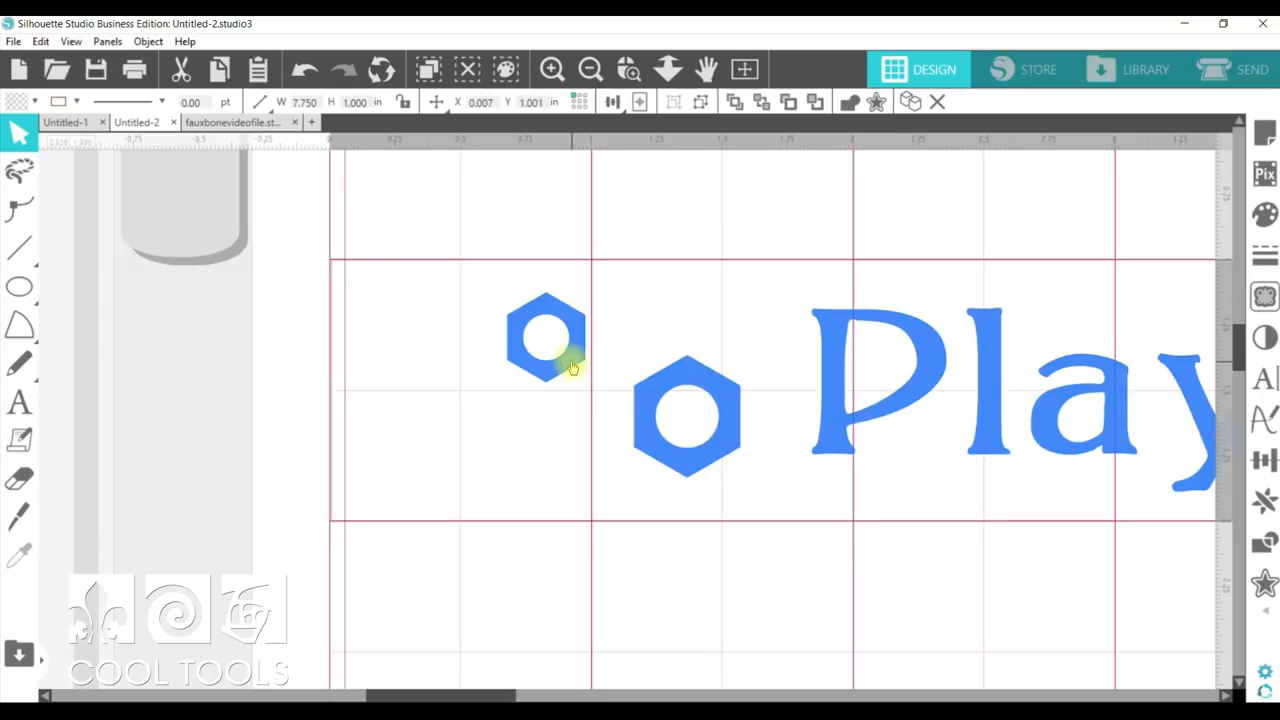 Silhouette Studio Business Edition: Untitled-2.studio3
File Edit View Panels Object Help
DESIGN STORE LIBRARY SEND
0.00 pt W 7.750 H 1.000 in X 0.007 Y 1.001 in
Untitled-1 Untitled-2 fauxbonevideofile.st...
Pix
Play
COOL TOOLS